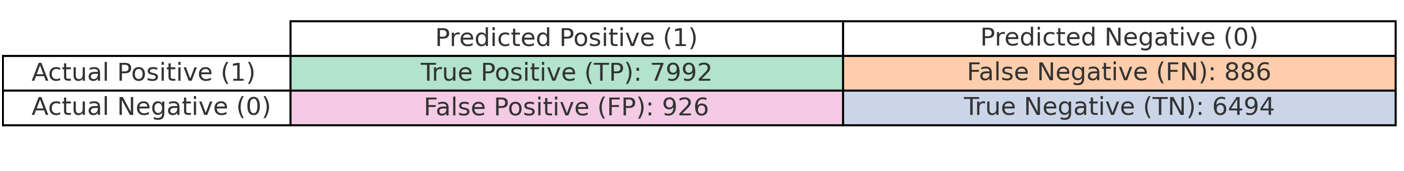 Predicted Positive (1) Predicted Negative (0)
Actual Positive (1) True Positive (TP): 7992 False Negative (FN): 886
Actual Negative (0) False Positive (FP): 926 True Negative (TN): 6494